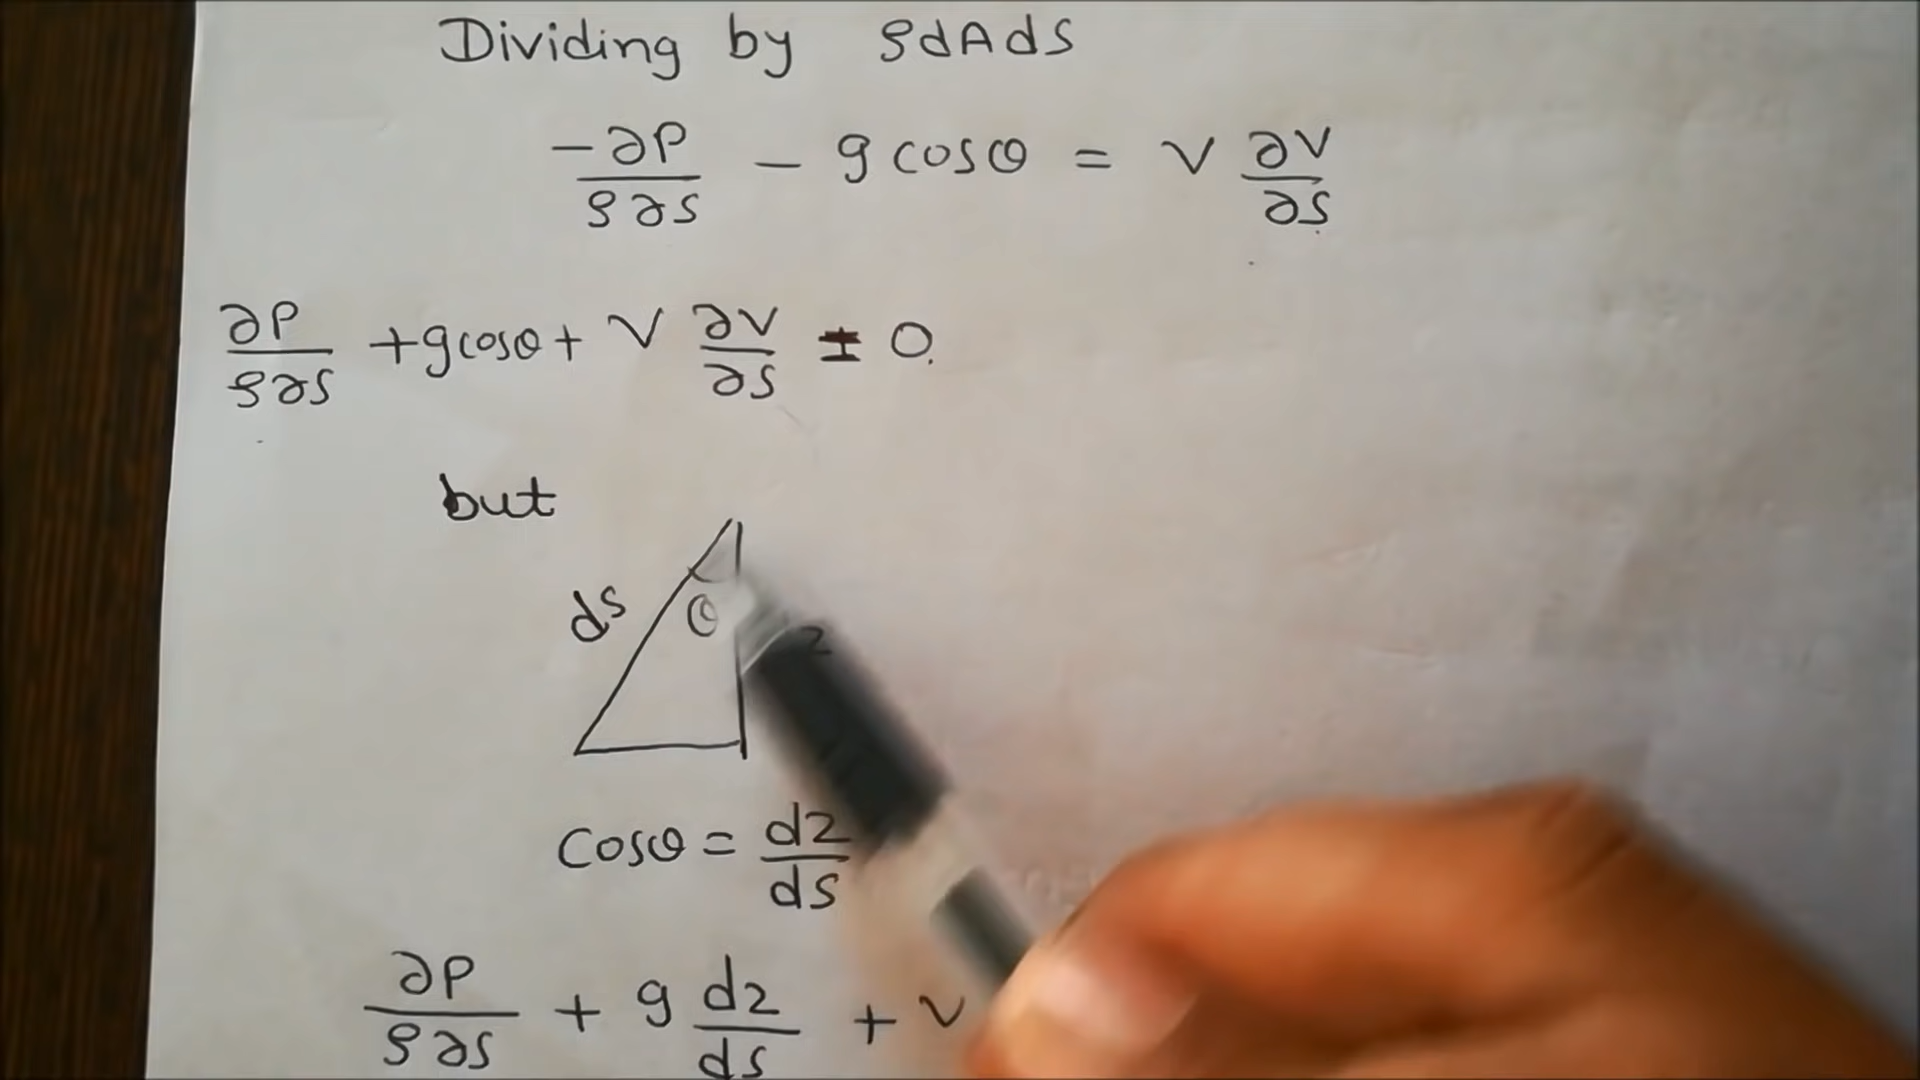 Dividing by ρdAds
-∂P/ρ∂s - g cosθ = V ∂V/∂s
∂P/ρ∂s + g cosθ + V ∂V/∂s ± 0
but
ds
θ
Cosθ = dz/ds
∂P/ρ∂s + g dz/ds + V